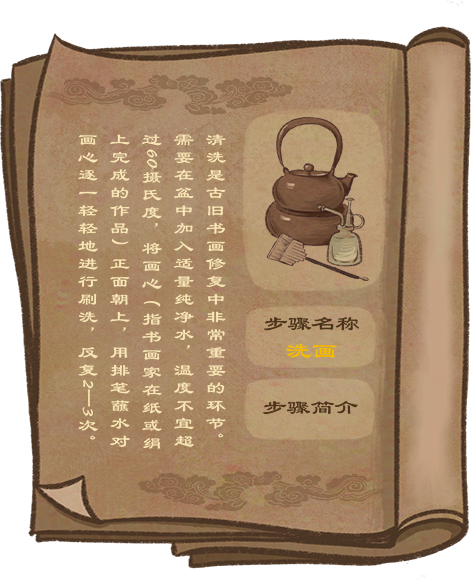 步骤名称
洗画
步骤简介
清洗是古旧书画修复中非常重要的环节。
需要在盆中加入适量纯净水，温度不宜超
过60摄氏度，将画心（指书画家在纸或绢
上完成的作品）正面朝上，用排笔蘸水对
画心逐一轻轻地进行刷洗，反复2—3次。